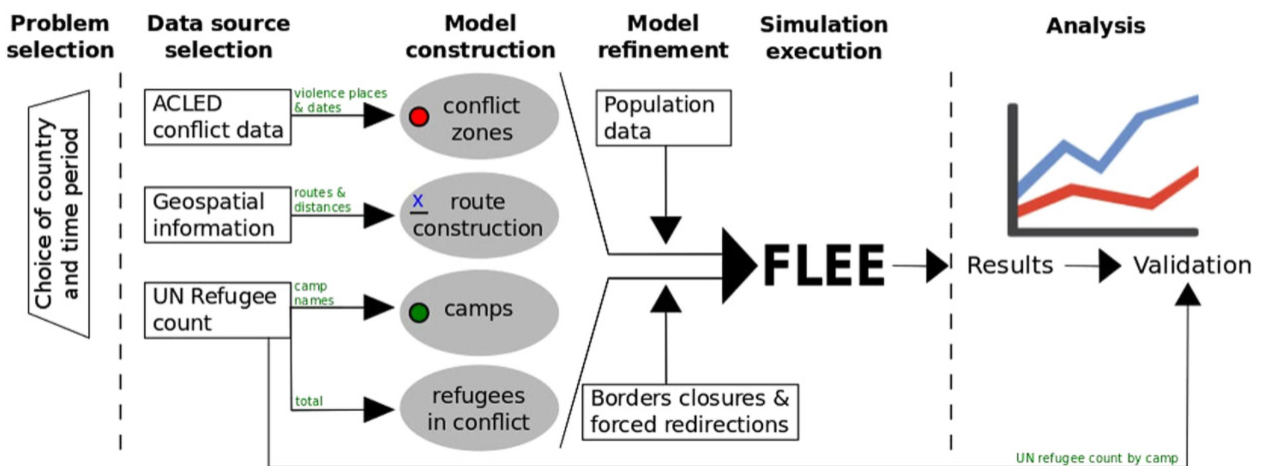 Problem
selection
Data source
selection
Model
construction
Model
refinement
Simulation
execution
Analysis
Choice of country
and time period
ACLED
conflict data
violence places
& dates
conflict
zones
Geospatial
information
routes &
distances
x
route
construction
UN Refugee
count
camp
names
camps
total
refugees
in conflict
Population
data
Borders closures &
forced redirections
FLEE
Results
Validation
UN refugee count by camp